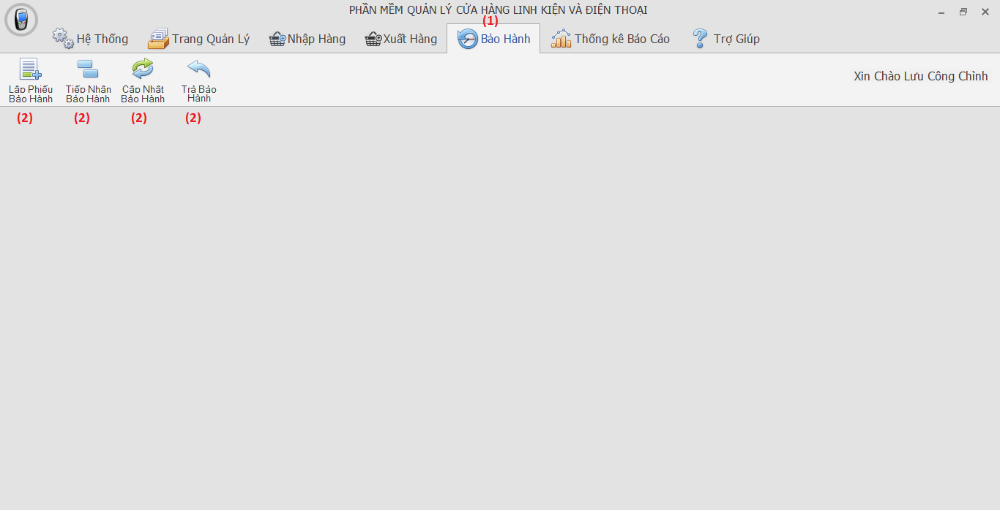 PHẦN MỀM QUẢN LÝ CỬA HÀNG LINH KIỆN VÀ ĐIỆN THOẠI
(1)
Hệ Thống Trang Quản Lý Nhập Hàng Xuất Hàng Bảo Hành Thống kê Báo Cáo Trợ Giúp
Xin Chào Lưu Công Chình
Lập Phiếu Tiếp Nhận Cập Nhật Trả Bảo
Bảo Hành Bảo Hành Bảo Hành Hành
(2) (2) (2) (2)